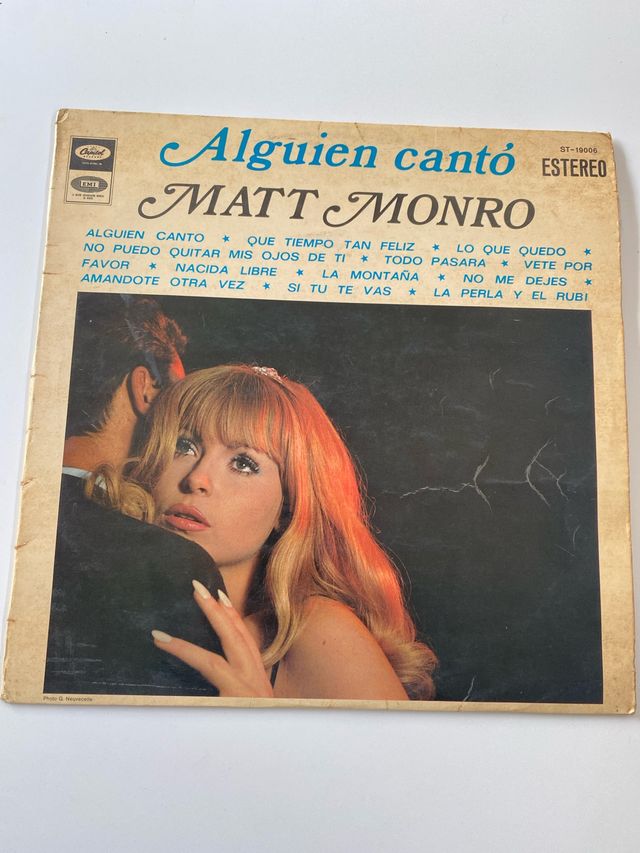 Capitol
EMI
ST-19006
Alguien cantó
ESTEREO
MATT MONRO
ALGUIEN CANTO ★ QUE TIEMPO TAN FELIZ ★ LO QUE QUEDO ★
NO PUEDO QUITAR MIS OJOS DE TI ★ TODO PASARA ★ VETE POR
FAVOR ★ NACIDA LIBRE ★ LA MONTAÑA ★ NO ME DEJES ★
AMANDOTE OTRA VEZ ★ SI TU TE VAS ★ LA PERLA Y EL RUBI
Photo G. Neuvecelle